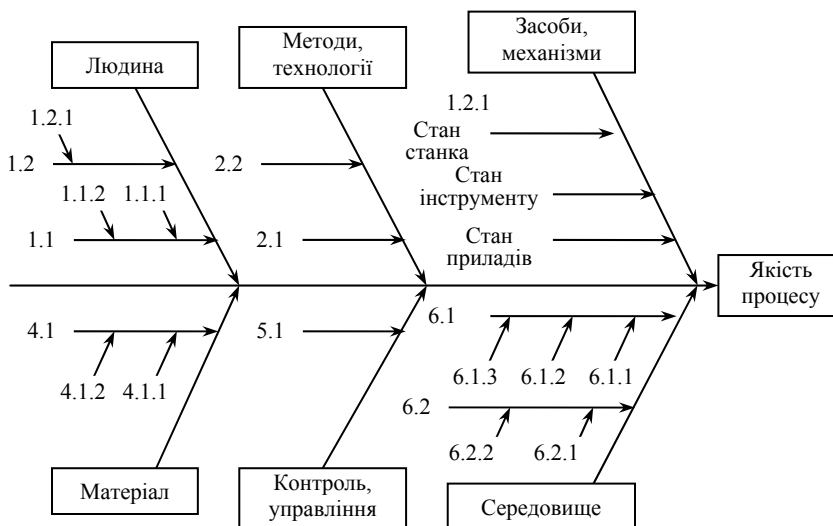 Людина
Методи,
технології
Засоби,
механізми
1.2.1
1.2
1.1.2
1.1.1
1.1
2.2
2.1
1.2.1
Стан
станка
Стан
інструменту
Стан
приладів
Якість
процесу
4.1
4.1.2
4.1.1
5.1
6.1
6.1.3
6.1.2
6.1.1
6.2
6.2.2
6.2.1
Матеріал
Контроль,
управління
Середовище